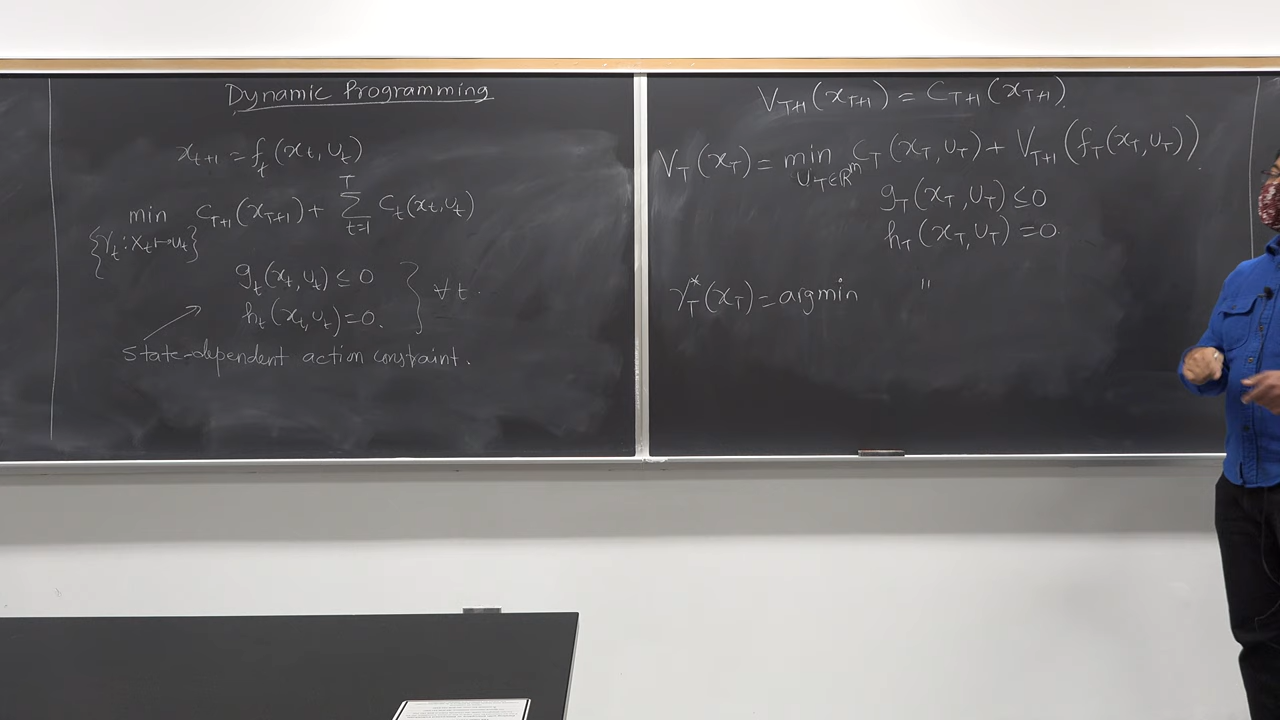 Dynamic Programming
x_{t+1} = f_t (x_t, u_t)
min_{γ_t : x_t ↦ u_t} C_{T+1}(x_{T+1}) + Σ_{t=1}^{T} C_t(x_t, u_t)
g_t(x_t, u_t) ≤ 0
h_t(x_t, u_t) = 0. } ∀ t.
state-dependent action constraint.
V_{T+1}(x_{T+1}) = C_{T+1}(x_{T+1}).
V_T(x_T) = min_{u_T ∈ ℝ^m} C_T(x_T, u_T) + V_{T+1}(f_T(x_T, u_T)).
g_T(x_T, u_T) ≤ 0
h_T(x_T, u_T) = 0.
γ_T^*(x_T) = argmin "